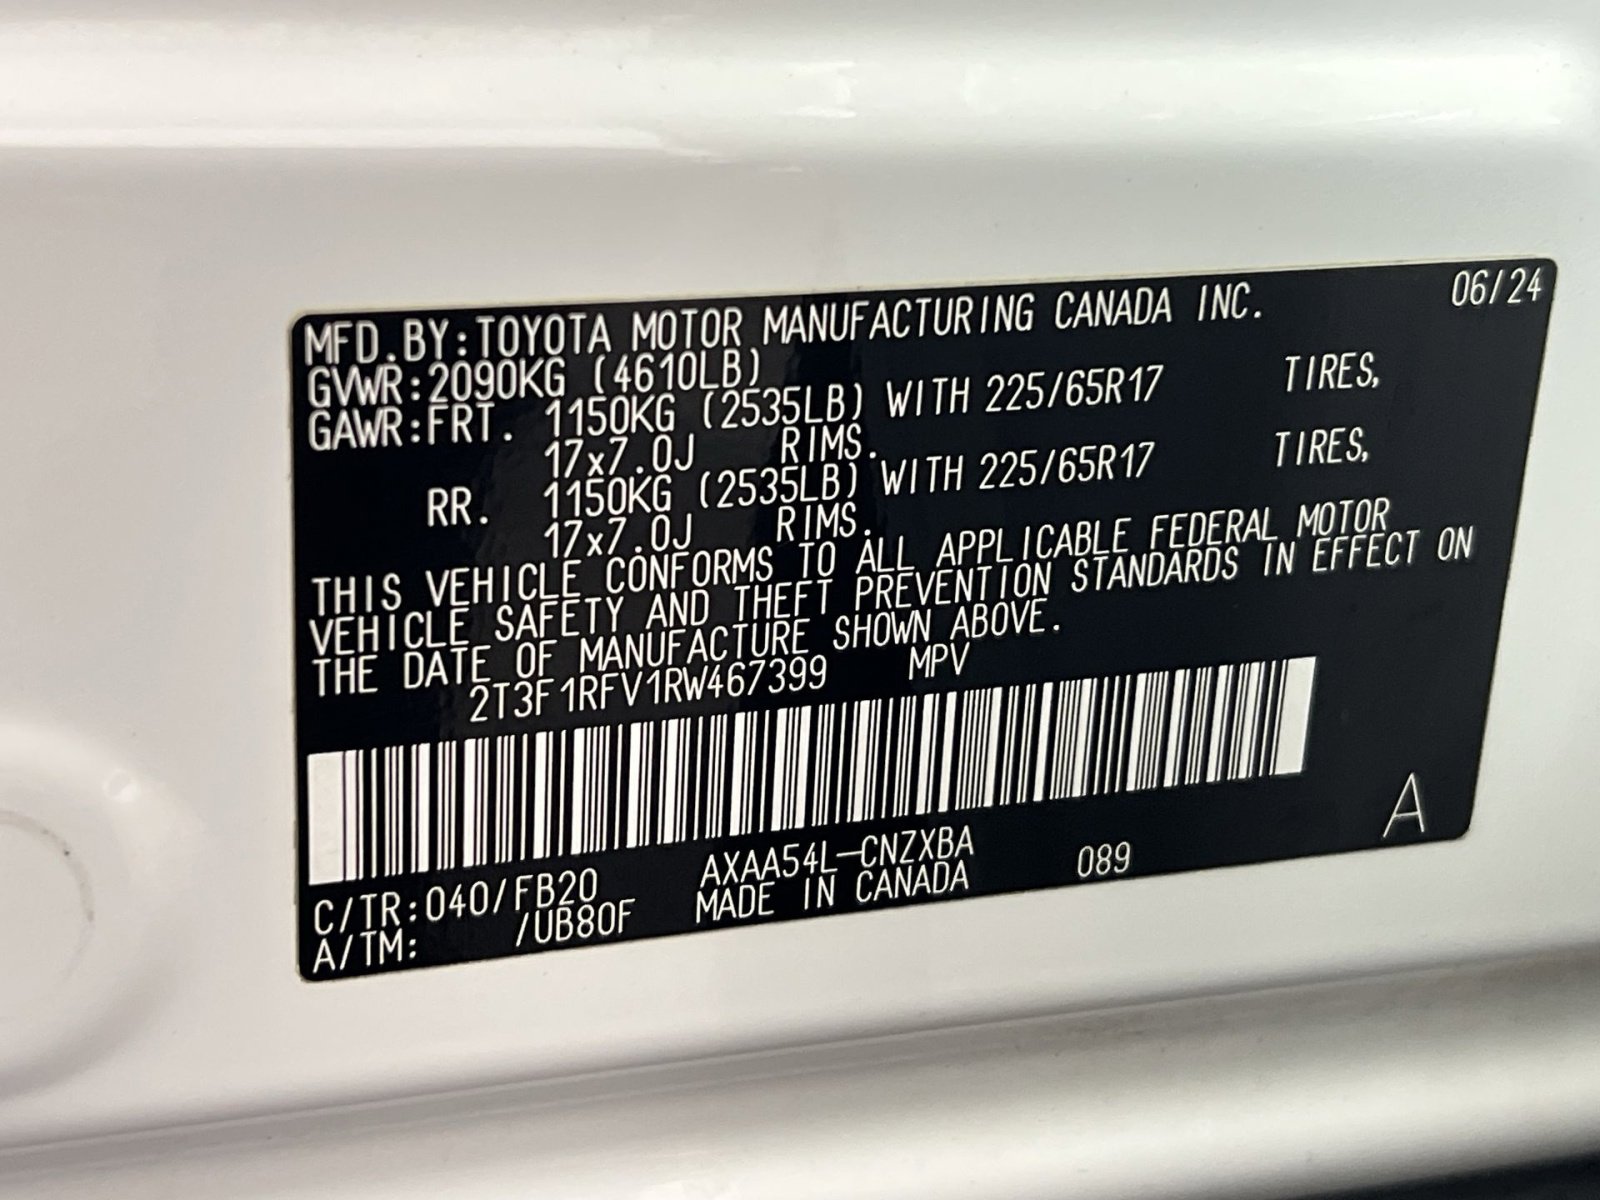 06/24
MFD.BY:TOYOTA MOTOR MANUFACTURING CANADA INC.
GVWR:2090KG (4610LB)
GAWR:FRT. 1150KG (2535LB) WITH 225/65R17 TIRES,
17x7.0J RIMS.
RR. 1150KG (2535LB) WITH 225/65R17 TIRES,
17x7.0J RIMS.
THIS VEHICLE CONFORMS TO ALL APPLICABLE FEDERAL MOTOR
VEHICLE SAFETY AND THEFT PREVENTION STANDARDS IN EFFECT ON
THE DATE OF MANUFACTURE SHOWN ABOVE.
2T3F1RFV1RW467399 MPV
A
C/TR:040/FB20 AXAA54L-CNZXBA 089
A/TM: /UB80F MADE IN CANADA